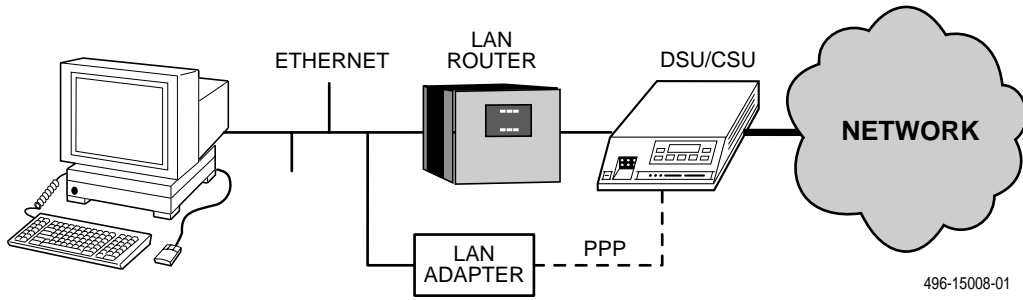 ETHERNET
LAN
ROUTER
DSU/CSU
NETWORK
LAN
ADAPTER
PPP
496-15008-01